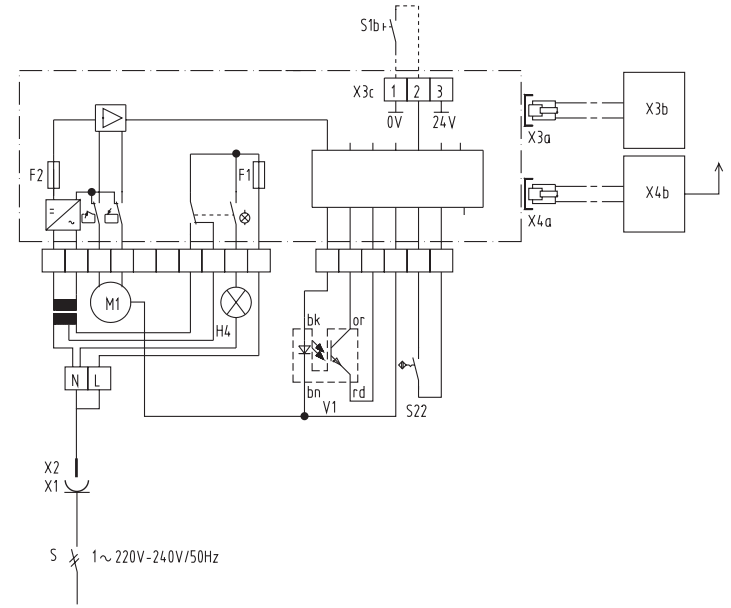 S1b
X3c 1 2 3
0V 24V
X3b
X3a
F2
F1
X4b
X4a
=
~
M1
H4
bk or
bn rd
V1
S22
N L
X2
X1
S 1~220V-240V/50Hz